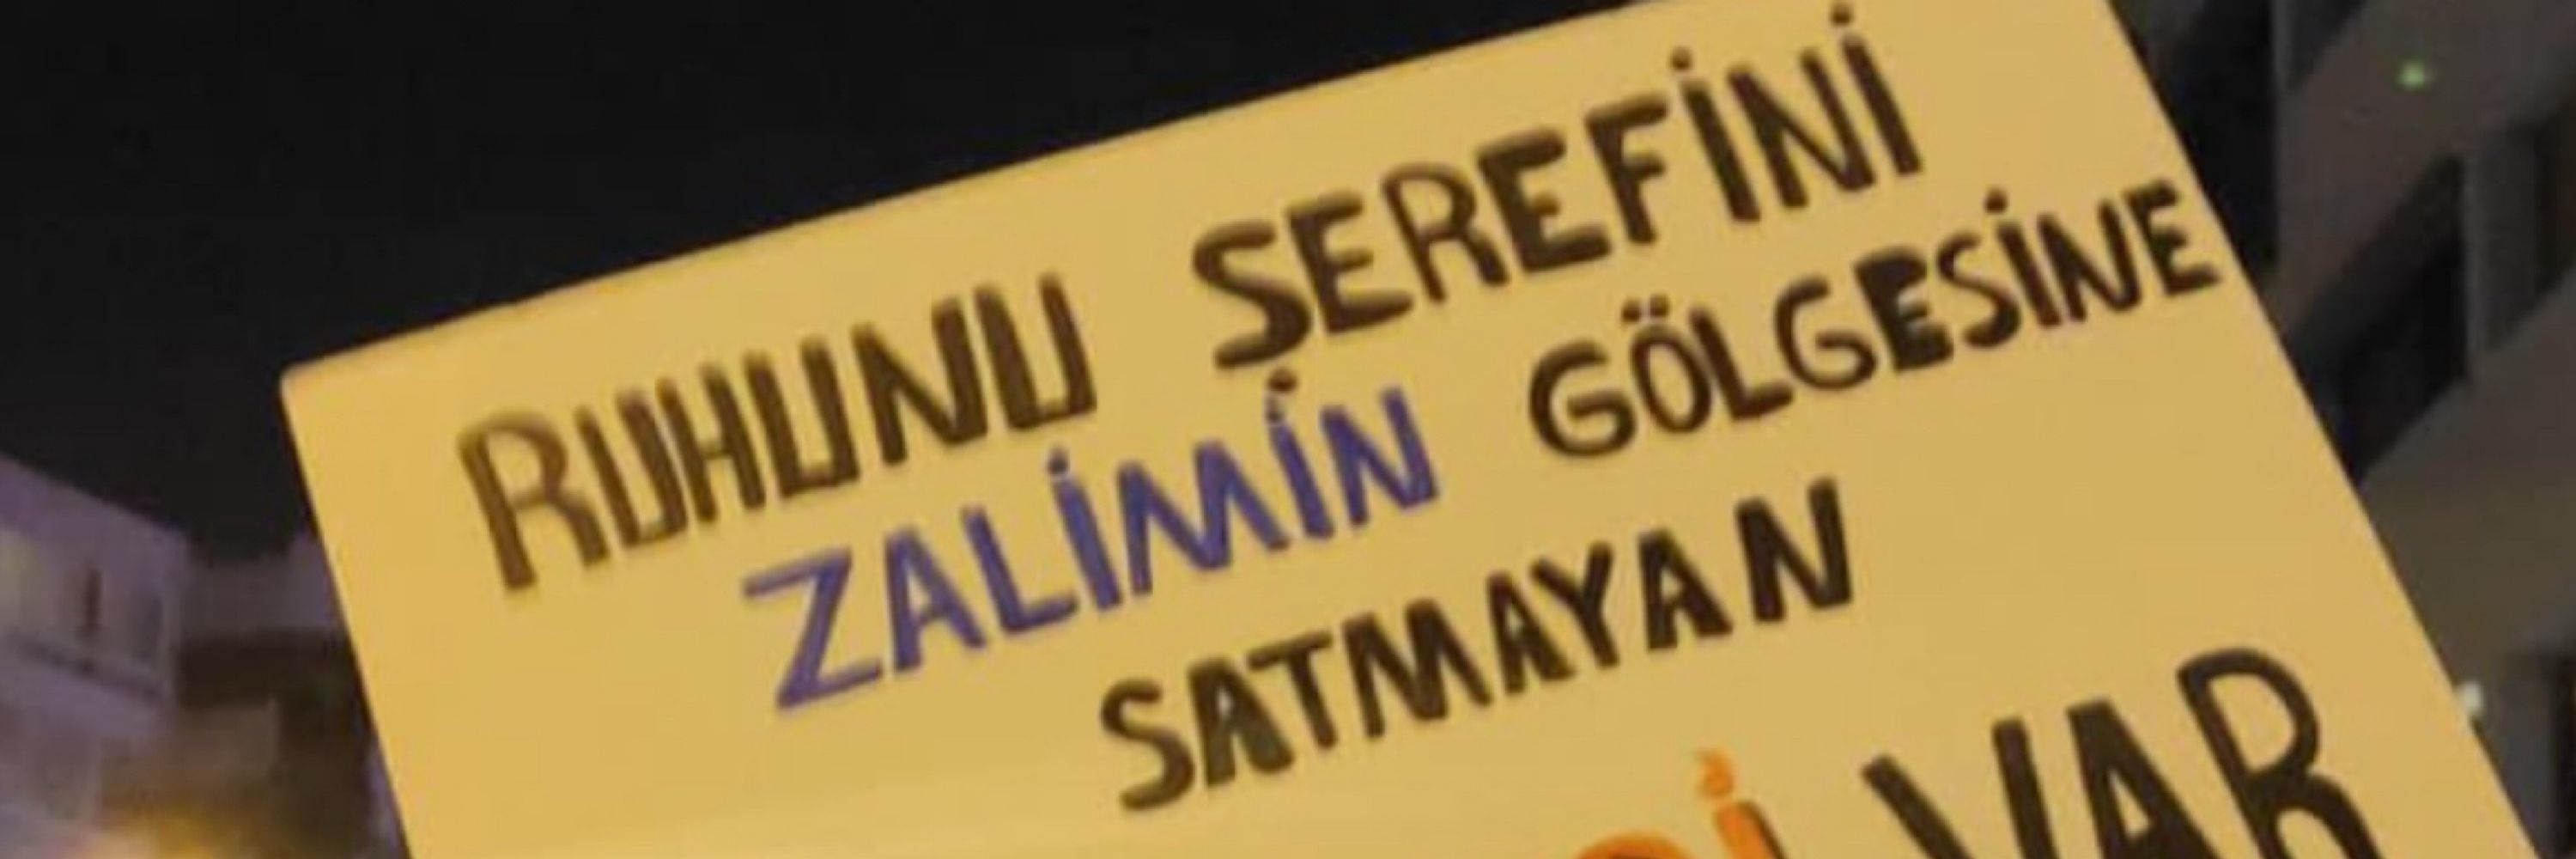 RUHUNU ŞEREFİNİ
ZALİMİN GÖLGESİNE
SATMAYAN
VAR